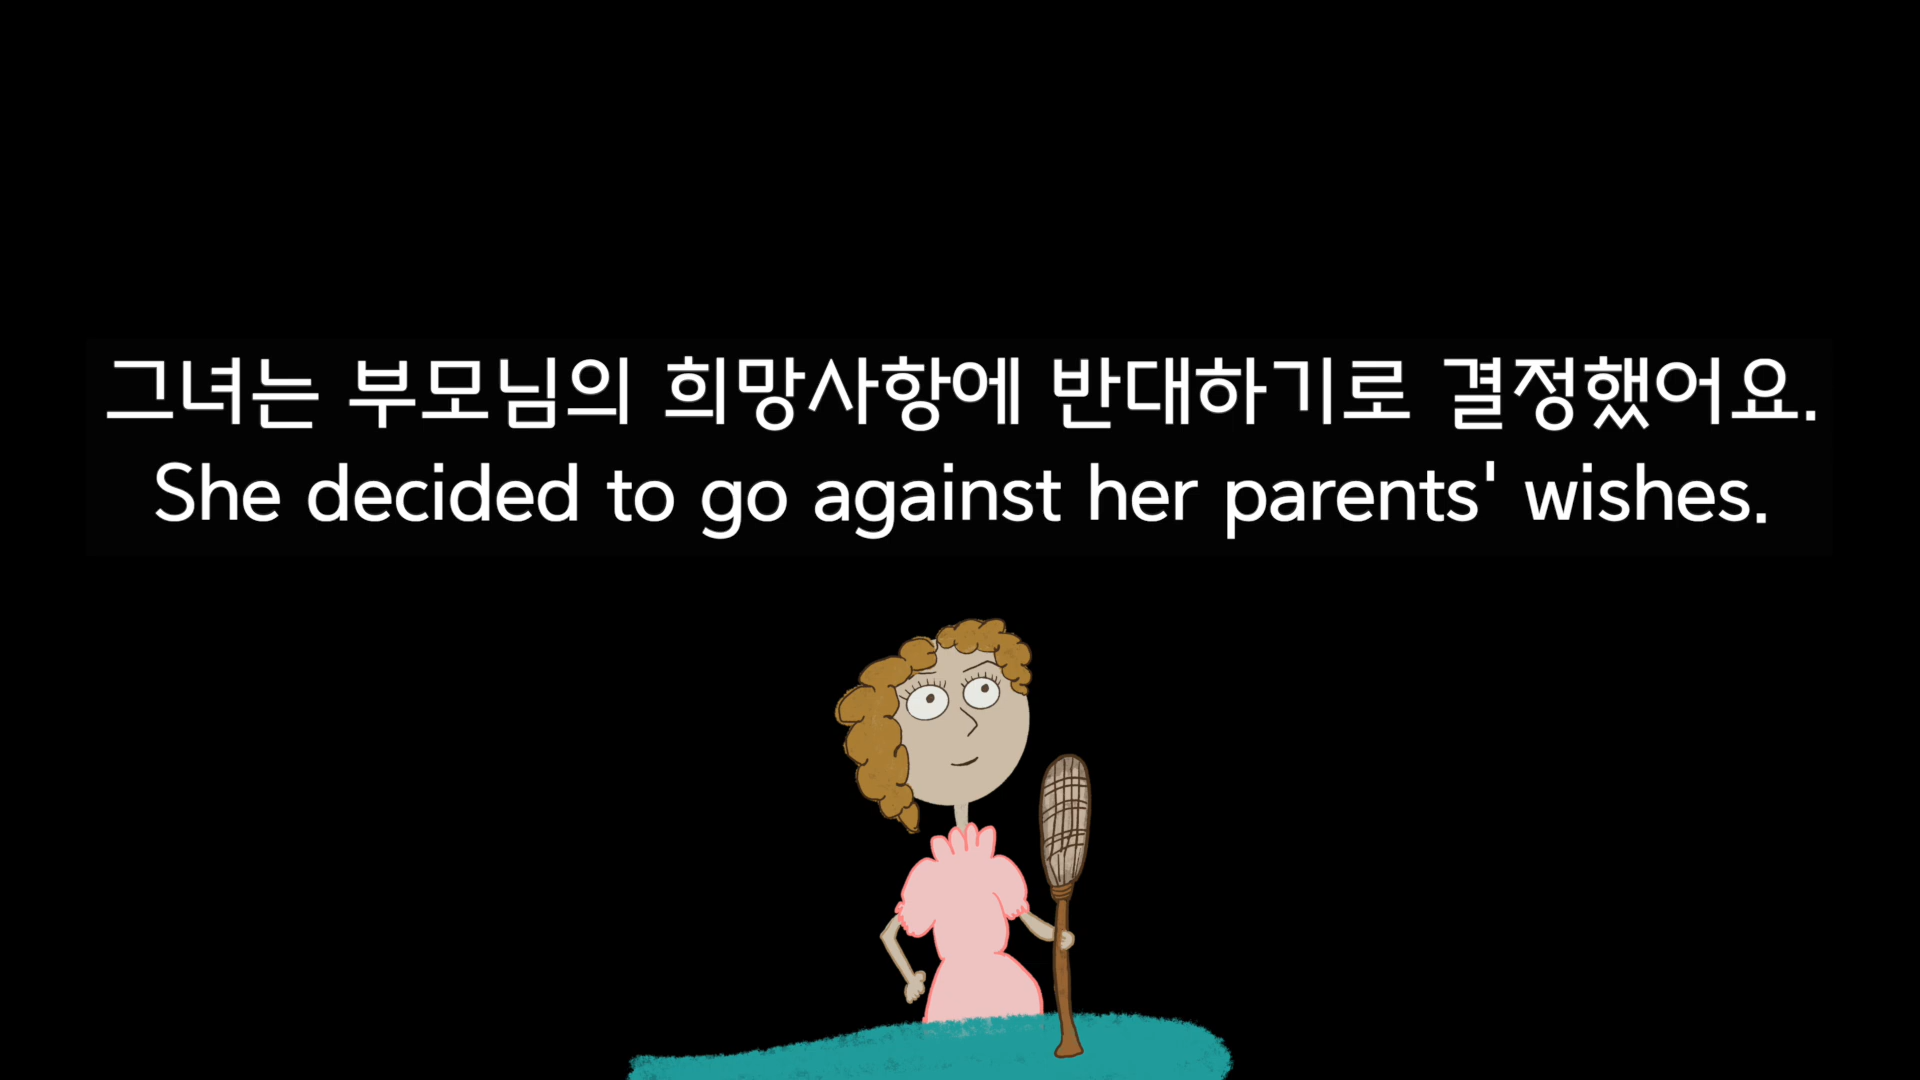 그녀는 부모님의 희망사항에 반대하기로 결정했어요.
She decided to go against her parents' wishes.